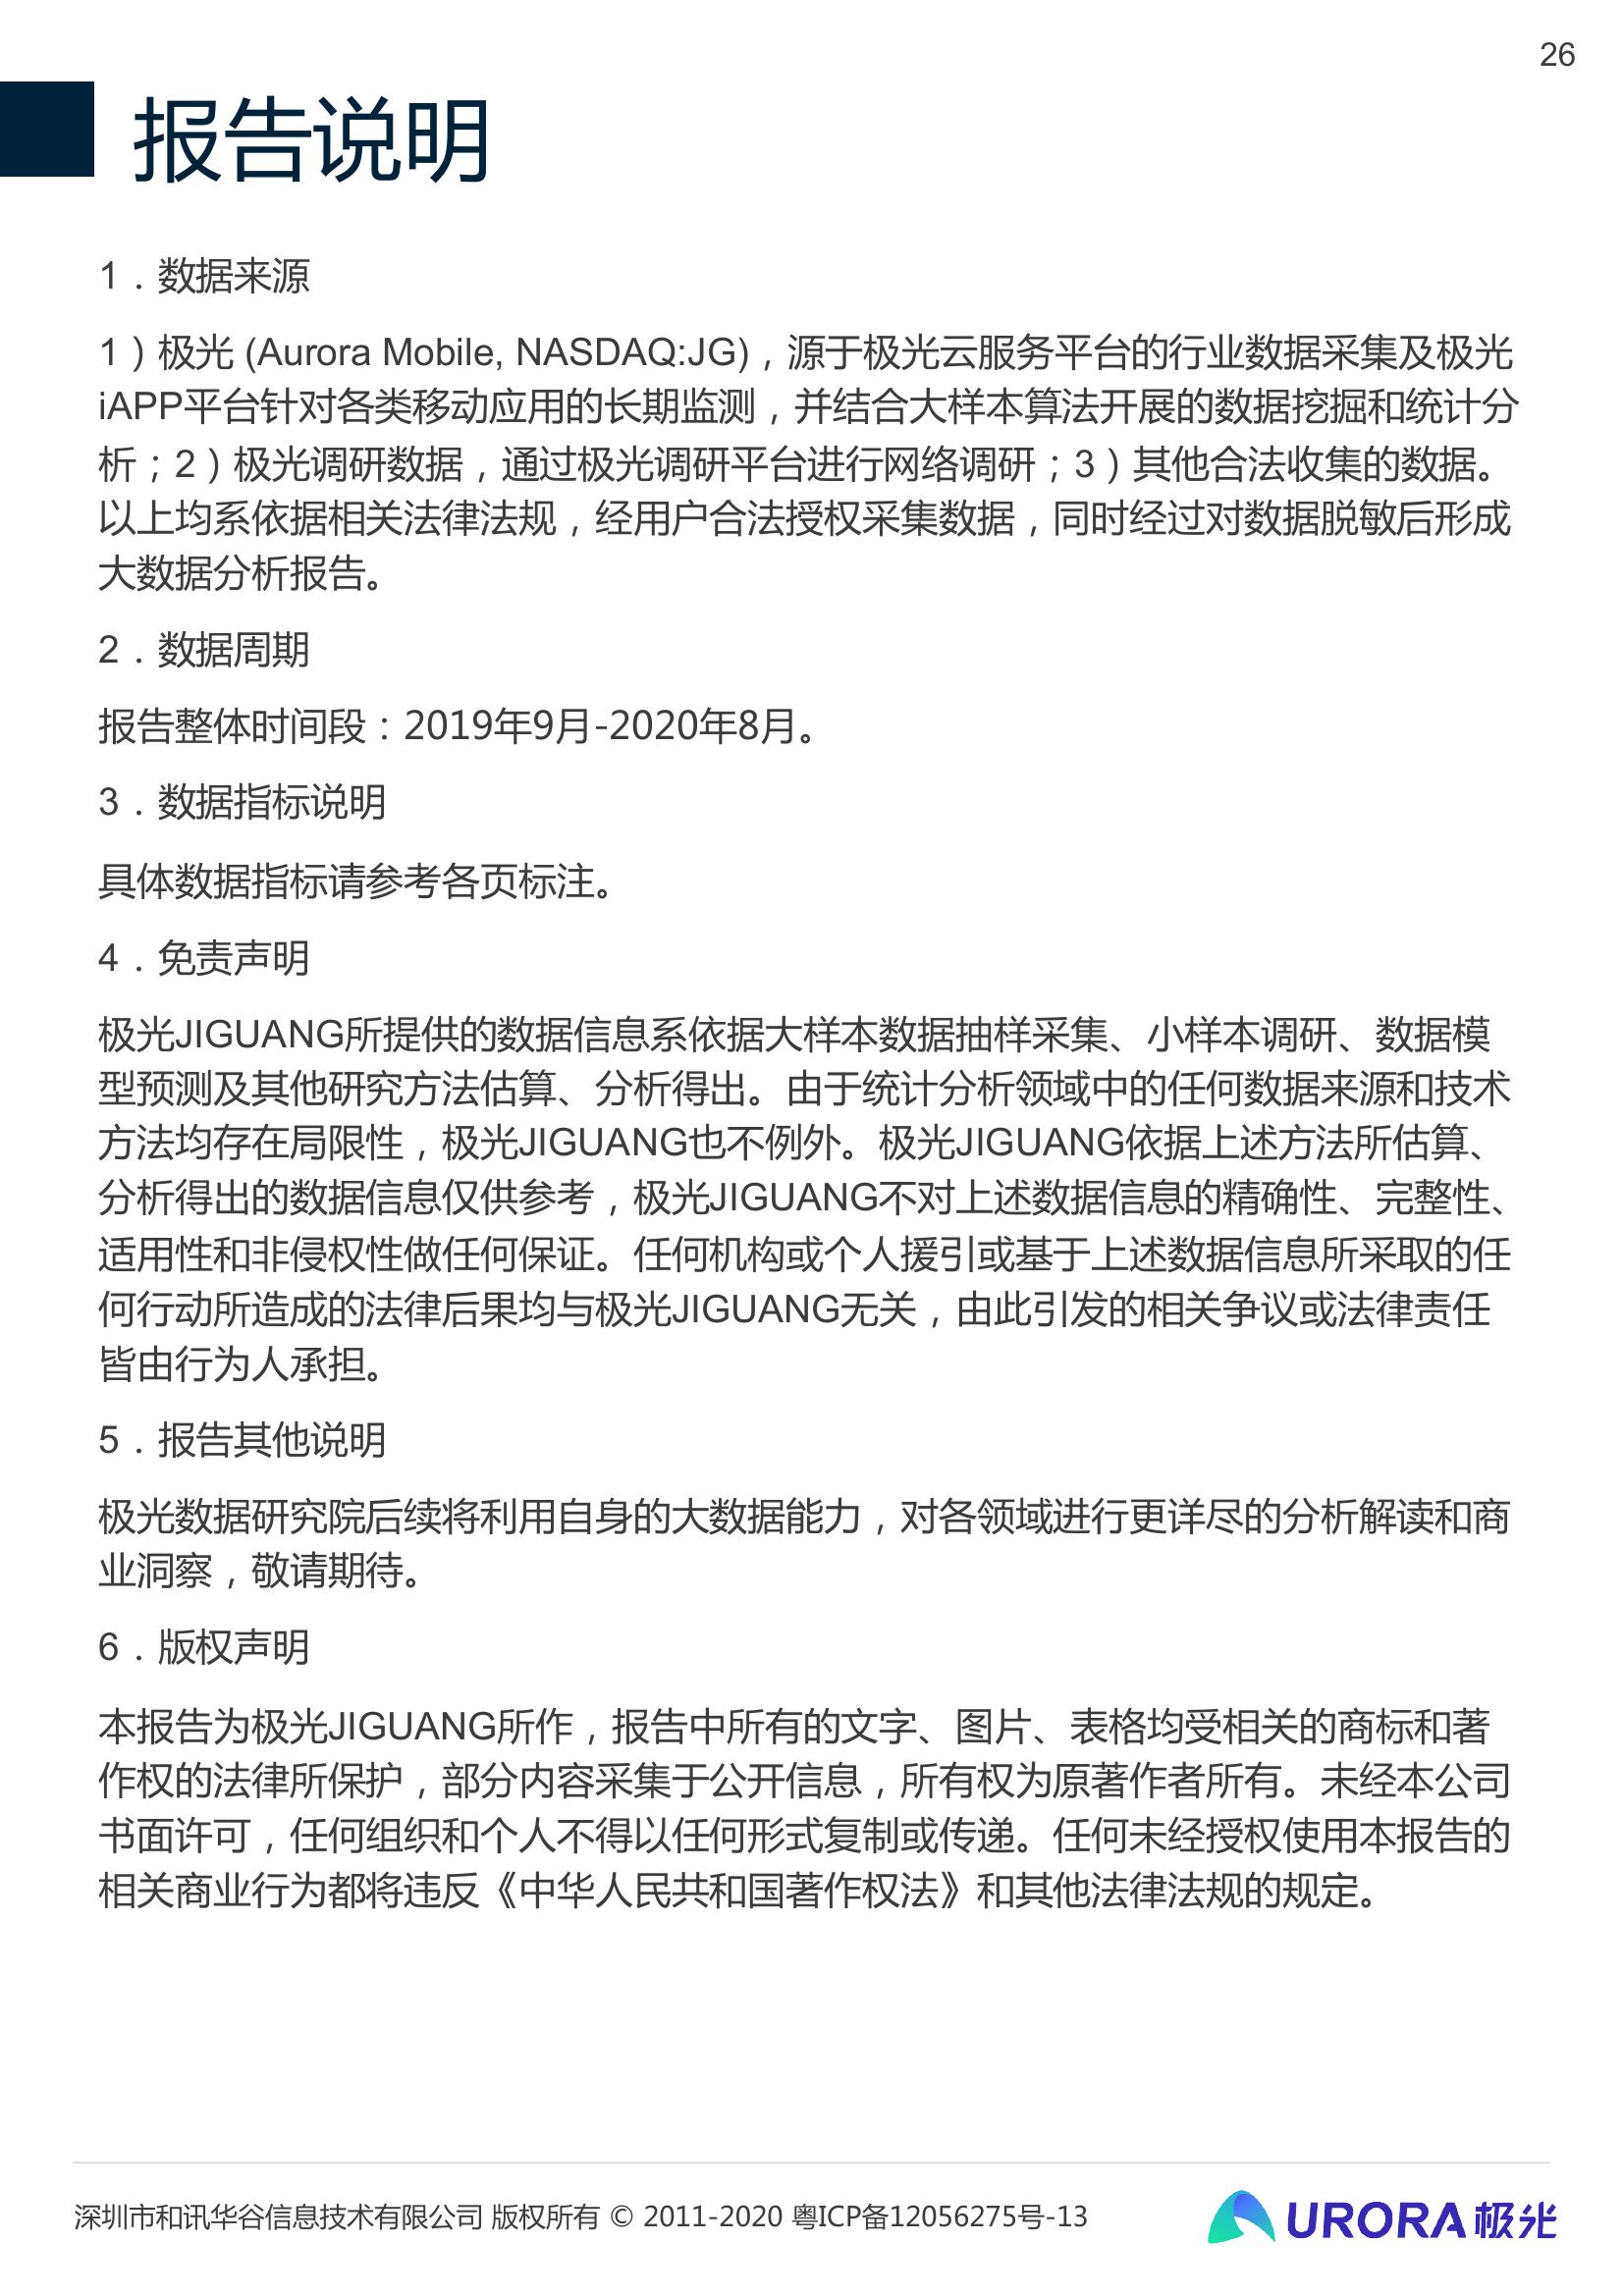 26
报告说明
1．数据来源
1）极光 (Aurora Mobile, NASDAQ:JG)，源于极光云服务平台的行业数据采集及极光
iAPP平台针对各类移动应用的长期监测，并结合大样本算法开展的数据挖掘和统计分
析；2）极光调研数据，通过极光调研平台进行网络调研；3）其他合法收集的数据。
以上均系依据相关法律法规，经用户合法授权采集数据，同时经过对数据脱敏后形成
大数据分析报告。
2．数据周期
报告整体时间段：2019年9月-2020年8月。
3．数据指标说明
具体数据指标请参考各页标注。
4．免责声明
极光JIGUANG所提供的数据信息系依据大样本数据抽样采集、小样本调研、数据模
型预测及其他研究方法估算、分析得出。由于统计分析领域中的任何数据来源和技术
方法均存在局限性，极光JIGUANG也不例外。极光JIGUANG依据上述方法所估算、
分析得出的数据信息仅供参考，极光JIGUANG不对上述数据信息的精确性、完整性、
适用性和非侵权性做任何保证。任何机构或个人援引或基于上述数据信息所采取的任
何行动所造成的法律后果均与极光JIGUANG无关，由此引发的相关争议或法律责任
皆由行为人承担。
5．报告其他说明
极光数据研究院后续将利用自身的大数据能力，对各领域进行更详尽的分析解读和商
业洞察，敬请期待。
6．版权声明
本报告为极光JIGUANG所作，报告中所有的文字、图片、表格均受相关的商标和著
作权的法律所保护，部分内容采集于公开信息，所有权为原著作者所有。未经本公司
书面许可，任何组织和个人不得以任何形式复制或传递。任何未经授权使用本报告的
相关商业行为都将违反《中华人民共和国著作权法》和其他法律法规的规定。
深圳市和讯华谷信息技术有限公司 版权所有 © 2011-2020 粤ICP备12056275号-13
URORA极光